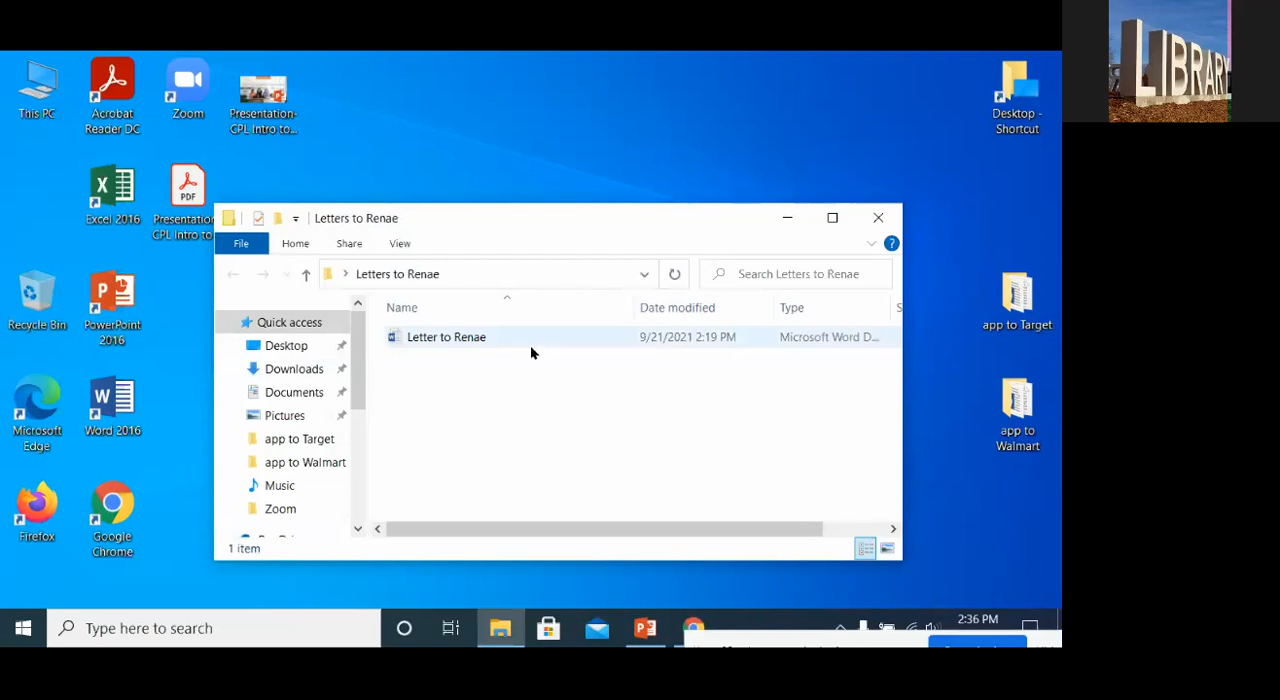 This PC
Acrobat
Reader DC
Zoom
Presentation-
CPL Intro to...
Desktop -
Shortcut
LIBRARY
Excel 2016
PDF
Presentation
CPL Intro to
Letters to Renae
File
Home
Share
View
Letters to Renae
Search Letters to Renae
Name
Date modified
Type
S
Quick access
Letter to Renae
9/21/2021 2:19 PM
Microsoft Word D...
Desktop
Downloads
Documents
Pictures
app to Target
app to Walmart
Music
Zoom
1 item
Recycle Bin
PowerPoint
2016
Microsoft
Edge
Word 2016
Firefox
Google
Chrome
app to Target
app to
Walmart
Type here to search
2:36 PM